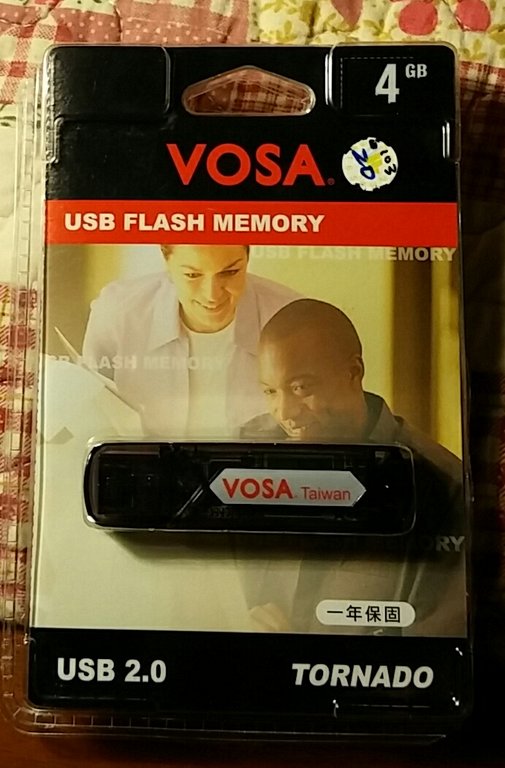 4 GB
VOSA®
USB FLASH MEMORY
USB FLASH MEMORY
USB FLASH MEMORY
VOSA Taiwan
一年保固
USB 2.0
TORNADO